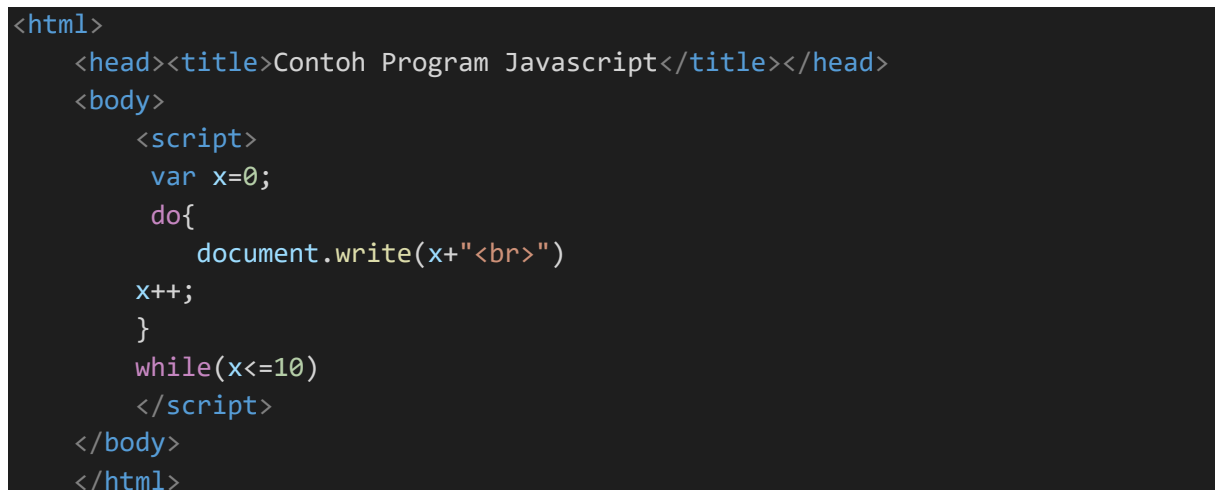 <html>
<head><title>Contoh Program Javascript</title></head>
<body>
<script>
var x=0;
do{
document.write(x+"<br>")
x++;
}
while(x<=10)
</script>
</body>
</html>